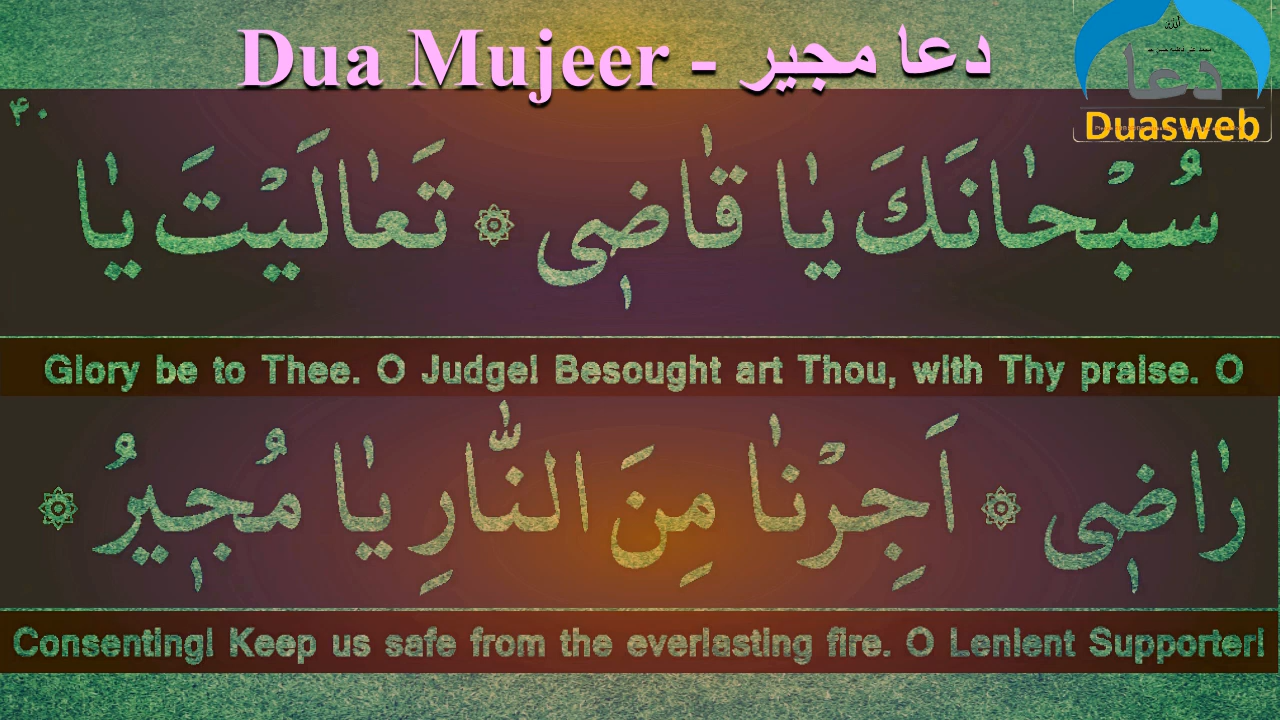 Dua Mujeer - دعا مجیر
۴۰
دعا
Duasweb
سُبْحٰانَكَ يٰا قٰاضِي ۞ تَعٰالَيْتَ يٰا
Glory be to Thee. O Judge! Besought art Thou, with Thy praise. O
رٰاضِي ۞ اَجِرْنٰا مِنَ النّٰارِ يٰا مُجِيرُ ۞
Consenting! Keep us safe from the everlasting fire. O Lenient Supporter!